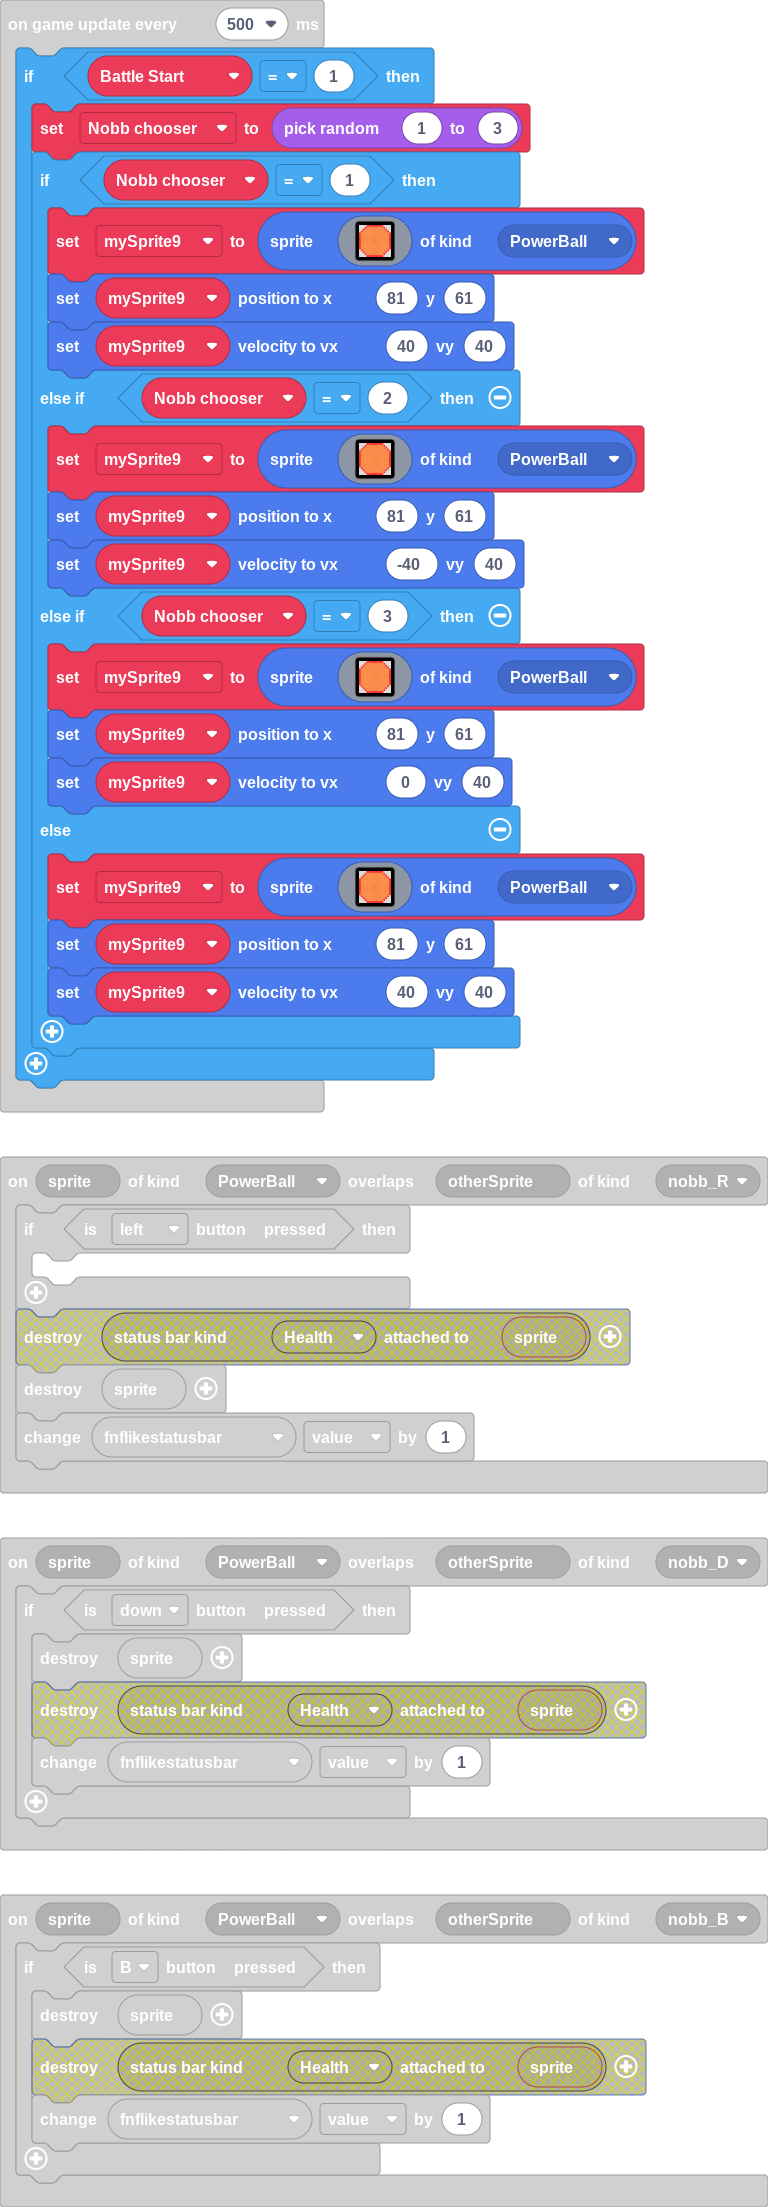 on game update every 500 ms
if Battle Start = 1 then
set Nobb chooser to pick random 1 to 3
if Nobb chooser = 1 then
set mySprite9 to sprite of kind PowerBall
set mySprite9 position to x 81 y 61
set mySprite9 velocity to vx 40 vy 40
else if Nobb chooser = 2 then
set mySprite9 to sprite of kind PowerBall
set mySprite9 position to x 81 y 61
set mySprite9 velocity to vx -40 vy 40
else if Nobb chooser = 3 then
set mySprite9 to sprite of kind PowerBall
set mySprite9 position to x 81 y 61
set mySprite9 velocity to vx 0 vy 40
else
set mySprite9 to sprite of kind PowerBall
set mySprite9 position to x 81 y 61
set mySprite9 velocity to vx 40 vy 40
on sprite of kind PowerBall overlaps otherSprite of kind nobb_R
if is left button pressed then
destroy status bar kind Health attached to sprite
destroy sprite
change fnflikestatusbar value by 1
on sprite of kind PowerBall overlaps otherSprite of kind nobb_D
if is down button pressed then
destroy sprite
destroy status bar kind Health attached to sprite
change fnflikestatusbar value by 1
on sprite of kind PowerBall overlaps otherSprite of kind nobb_B
if is B button pressed then
destroy sprite
destroy status bar kind Health attached to sprite
change fnflikestatusbar value by 1